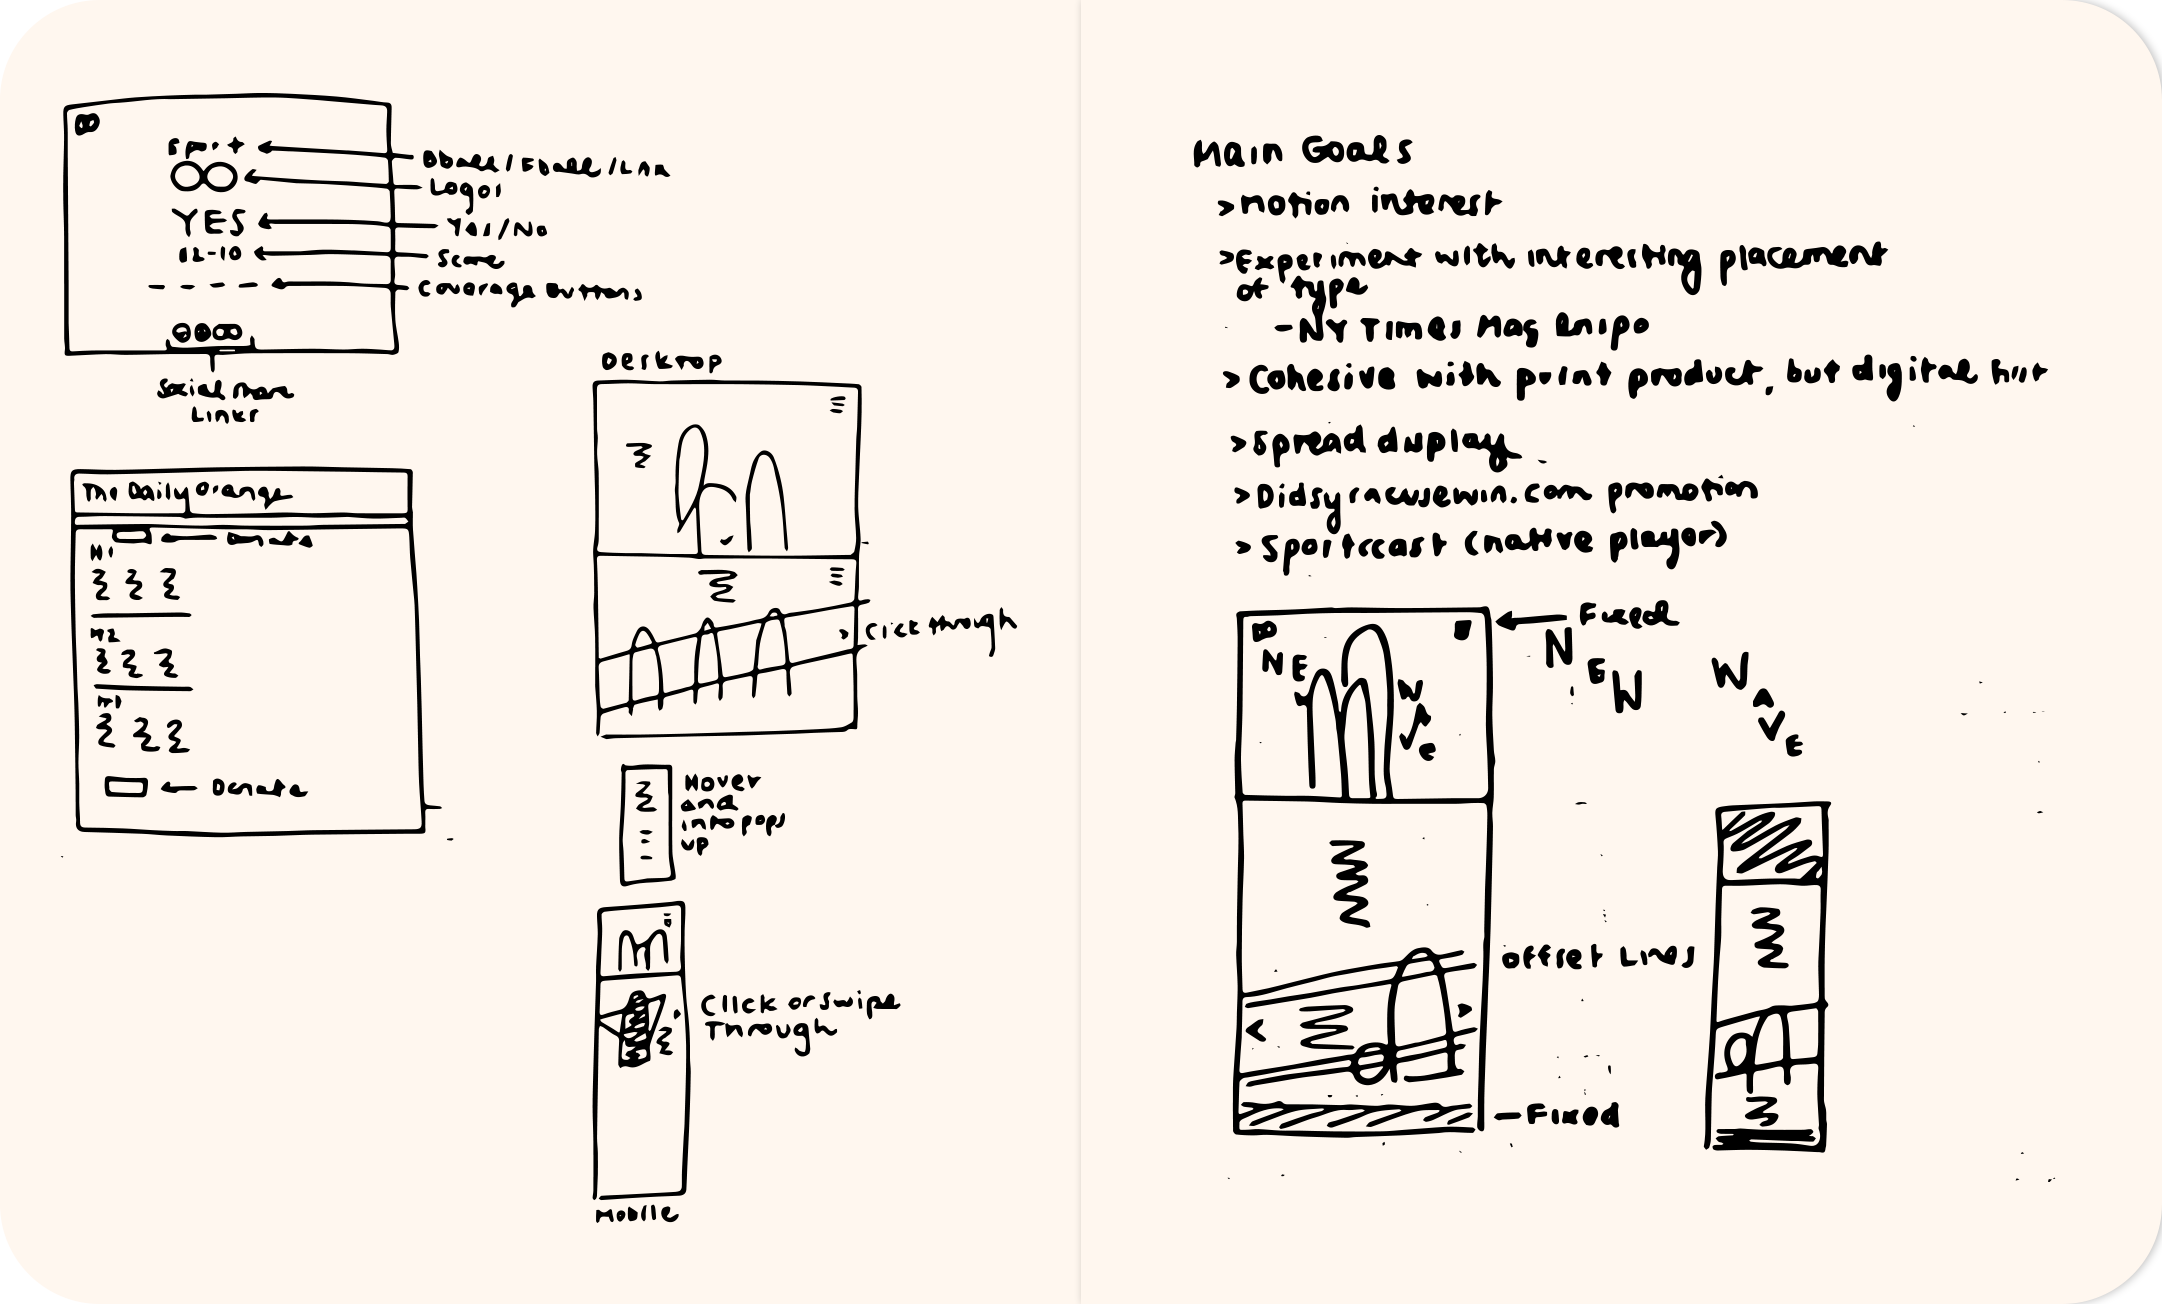 Sport
Bball/Fball/Lax
Logos
YES
Yes/No
12-10
Score
Coverage Buttons
Social Media
Links
The Daily Orange
Donate
H1
H2
Donate
Desktop
Click through
Hover
and
info pops
up
Click or swipe
Through
Mobile
Main Goals
> Motion interest
> Experiment with interesting placement
of type
- NY Times Mag Inspo
> Cohesive with print product, but digital first
> Spread display
> Didsyracusewin.com promotion
> Sportscast (native player)
Fixed
NEW WAVE
NEW WAVE
offset Lines
- Fixed